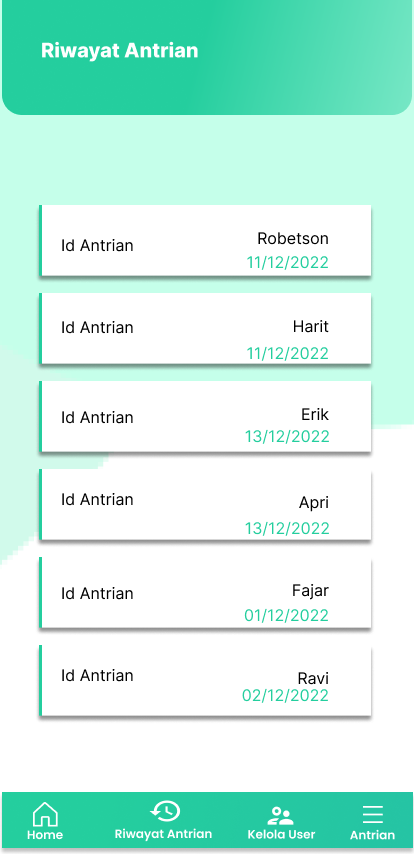 Riwayat Antrian
Id Antrian
Robetson
11/12/2022
Id Antrian
Harit
11/12/2022
Id Antrian
Erik
13/12/2022
Id Antrian
Apri
13/12/2022
Id Antrian
Fajar
01/12/2022
Id Antrian
Ravi
02/12/2022
Home
Riwayat Antrian
Kelola User
Antrian